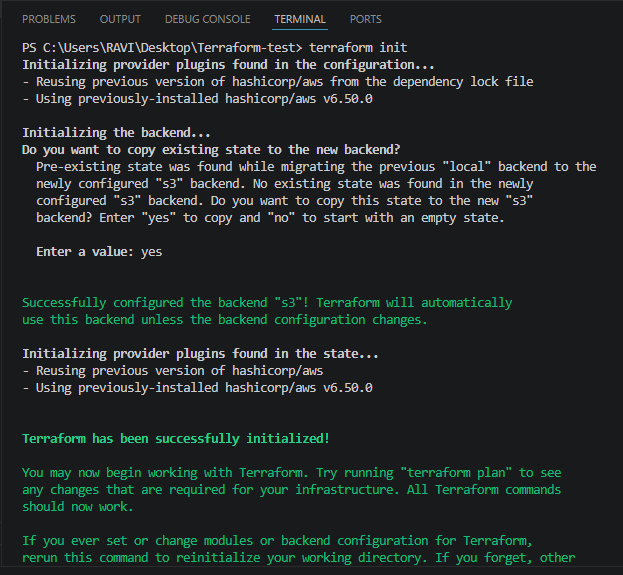 PROBLEMS OUTPUT DEBUG CONSOLE TERMINAL PORTS
PS C:\Users\RAVI\Desktop\Terraform-test> terraform init
Initializing provider plugins found in the configuration...
- Reusing previous version of hashicorp/aws from the dependency lock file
- Using previously-installed hashicorp/aws v6.50.0
Initializing the backend...
Do you want to copy existing state to the new backend?
Pre-existing state was found while migrating the previous "local" backend to the
newly configured "s3" backend. No existing state was found in the newly
configured "s3" backend. Do you want to copy this state to the new "s3"
backend? Enter "yes" to copy and "no" to start with an empty state.
Enter a value: yes
Successfully configured the backend "s3"! Terraform will automatically
use this backend unless the backend configuration changes.
Initializing provider plugins found in the state...
- Reusing previous version of hashicorp/aws
- Using previously-installed hashicorp/aws v6.50.0
Terraform has been successfully initialized!
You may now begin working with Terraform. Try running "terraform plan" to see
any changes that are required for your infrastructure. All Terraform commands
should now work.
If you ever set or change modules or backend configuration for Terraform,
rerun this command to reinitialize your working directory. If you forget, other